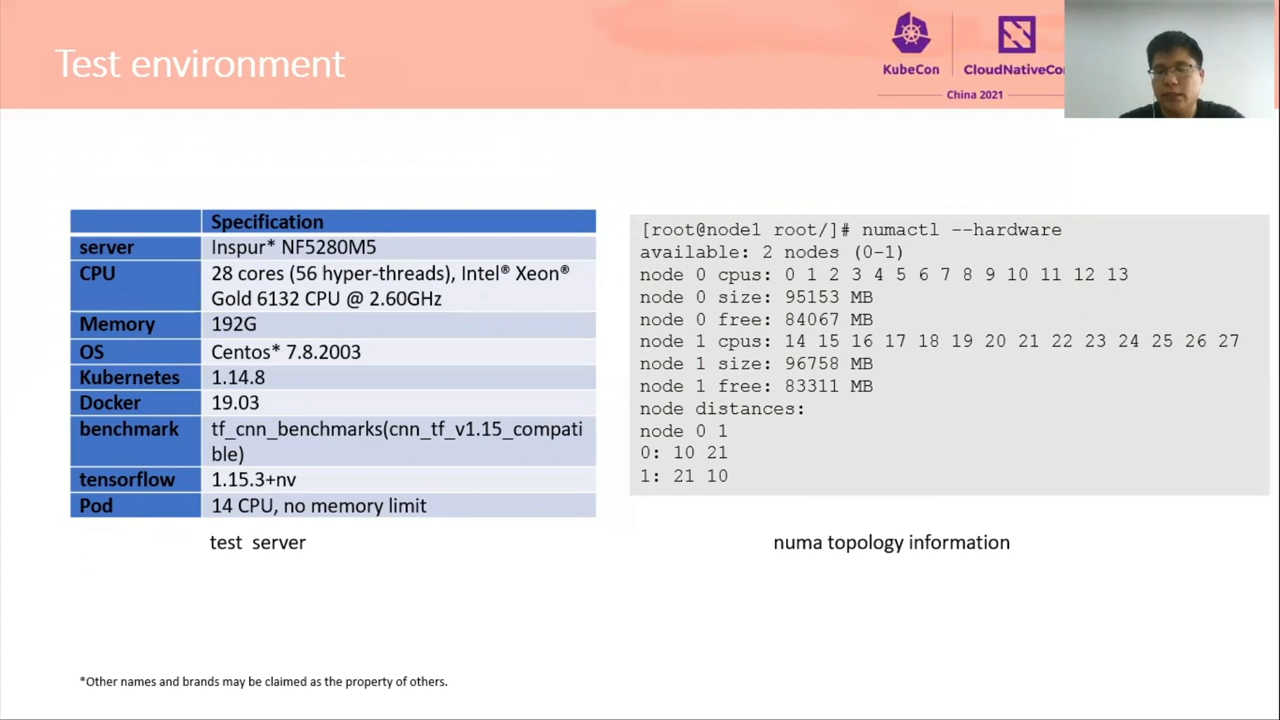 Test environment
KubeCon
CloudNativeCo
China 2021
Specification
server Inspur* NF5280M5
CPU 28 cores (56 hyper-threads), Intel® Xeon®
Gold 6132 CPU @ 2.60GHz
Memory 192G
OS Centos* 7.8.2003
Kubernetes 1.14.8
Docker 19.03
benchmark tf_cnn_benchmarks(cnn_tf_v1.15_compati
ble)
tensorflow 1.15.3+nv
Pod 14 CPU, no memory limit
test server
[root@node1 root/]# numactl --hardware
available: 2 nodes (0-1)
node 0 cpus: 0 1 2 3 4 5 6 7 8 9 10 11 12 13
node 0 size: 95153 MB
node 0 free: 84067 MB
node 1 cpus: 14 15 16 17 18 19 20 21 22 23 24 25 26 27
node 1 size: 96758 MB
node 1 free: 83311 MB
node distances:
node 0 1
0: 10 21
1: 21 10
numa topology information
*Other names and brands may be claimed as the property of others.